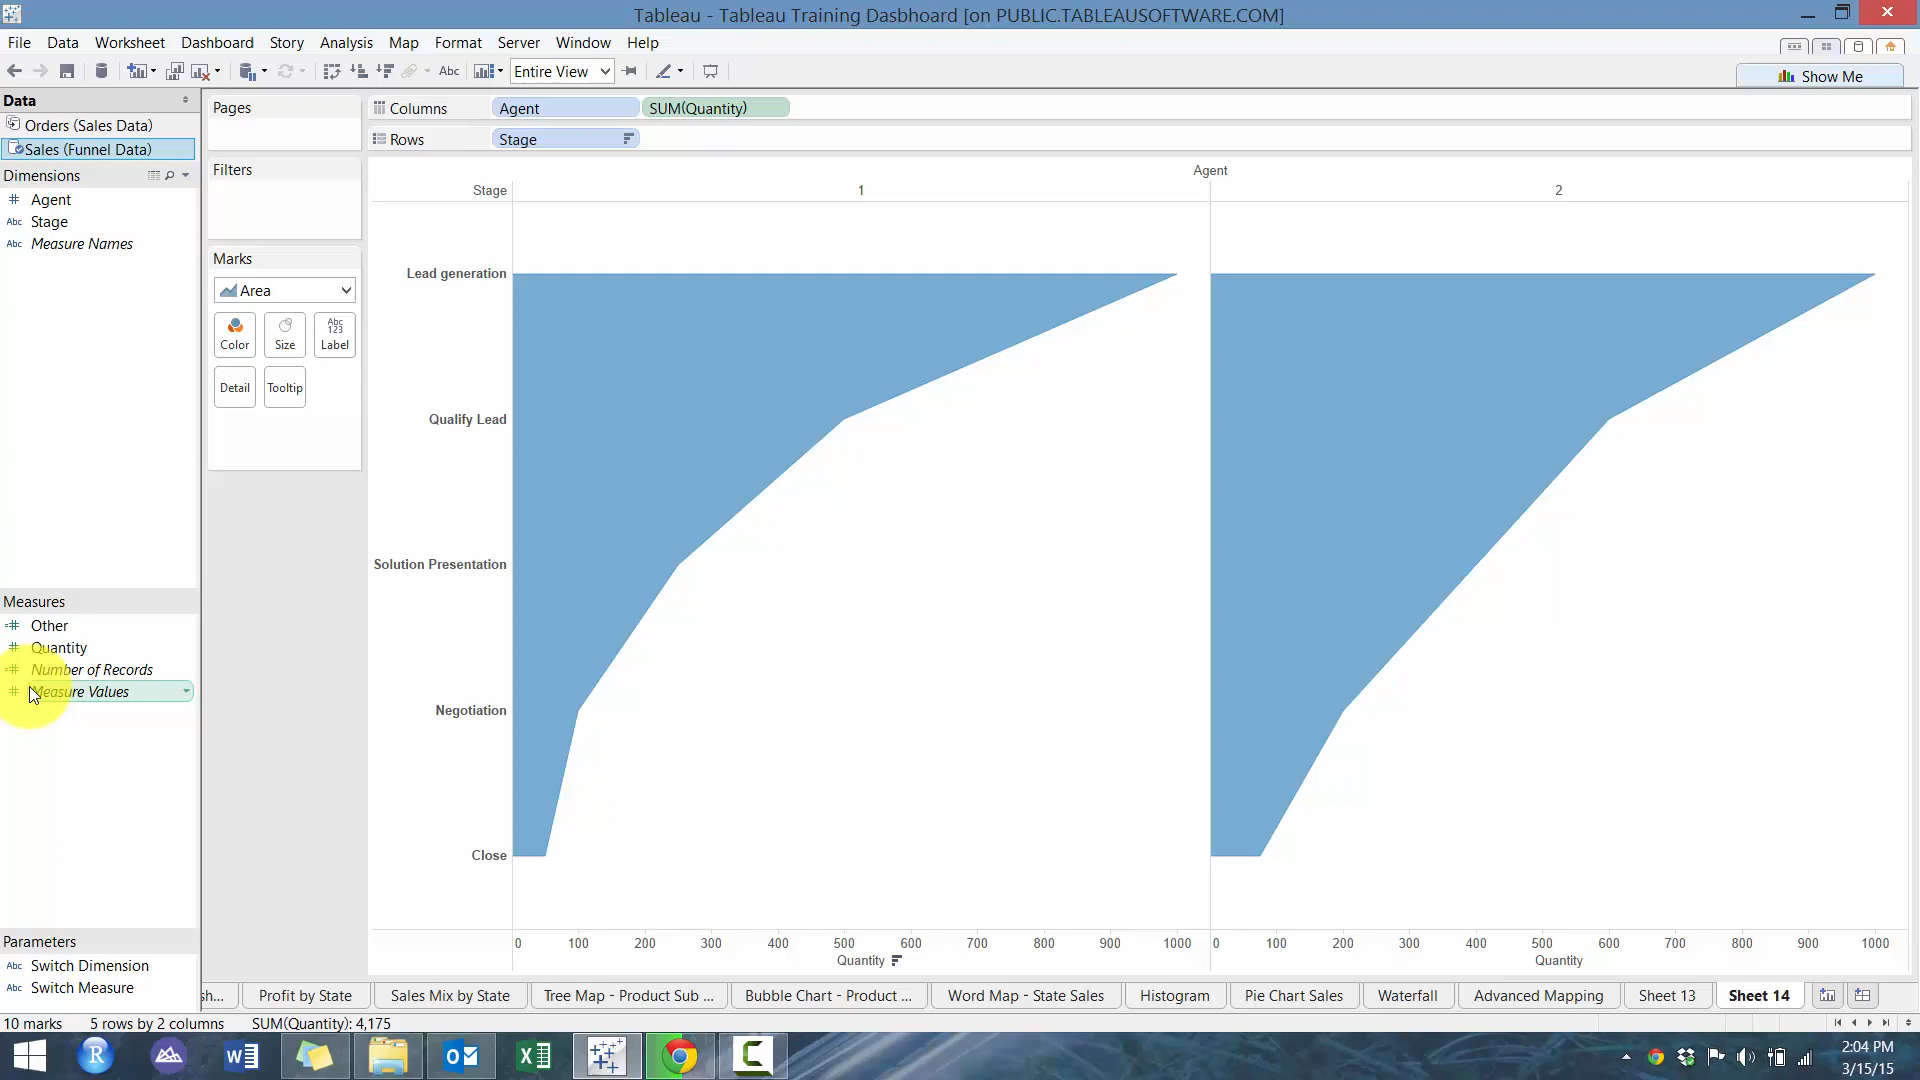 Tableau - Tableau Training Dasbhoard [on PUBLIC.TABLEAUSOFTWARE.COM]
File Data Worksheet Dashboard Story Analysis Map Format Server Window Help
Abc Entire View
Show Me
Data
Orders (Sales Data)
Sales (Funnel Data)
Dimensions
Agent
Abc Stage
Abc Measure Names
Measures
Other
Quantity
Number of Records
Measure Values
Parameters
Abc Switch Dimension
Abc Switch Measure
Pages
Filters
Marks
Area
Color
Size
Abc
123
Label
Detail
Tooltip
Columns Agent SUM(Quantity)
Rows Stage
Agent
Stage 1 2
Lead generation
Qualify Lead
Solution Presentation
Negotiation
Close
0 100 200 300 400 500 600 700 800 900 1000 0 100 200 300 400 500 600 700 800 900 1000
Quantity Quantity
sh... Profit by State Sales Mix by State Tree Map - Product Sub ... Bubble Chart - Product ... Word Map - State Sales Histogram Pie Chart Sales Waterfall Advanced Mapping Sheet 13 Sheet 14
10 marks 5 rows by 2 columns SUM(Quantity): 4,175
2:04 PM
3/15/15